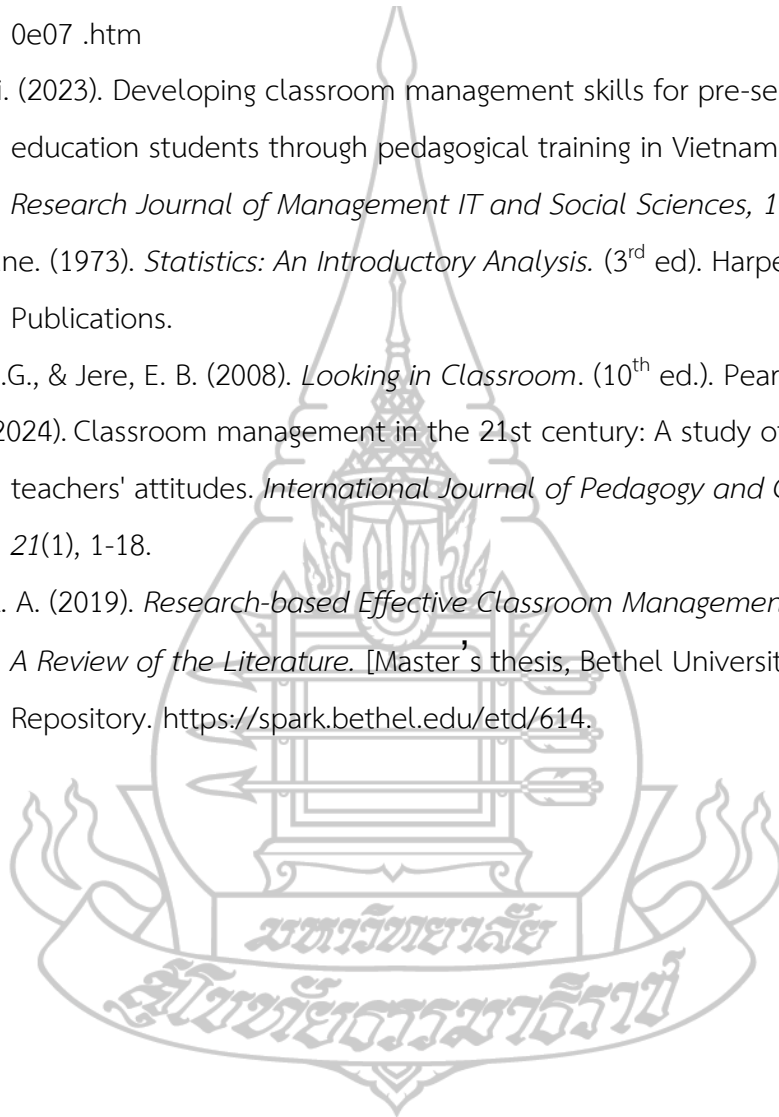 0e07 .htm
i. (2023). Developing classroom management skills for pre-se
education students through pedagogical training in Vietnam
Research Journal of Management IT and Social Sciences, 1
ne. (1973). Statistics: An Introductory Analysis. (3rd ed). Harpe
Publications.
.G., & Jere, E. B. (2008). Looking in Classroom. (10th ed.). Pear
2024). Classroom management in the 21st century: A study of
teachers' attitudes. International Journal of Pedagogy and C
21(1), 1-18.
. A. (2019). Research-based Effective Classroom Managemen
A Review of the Literature. [Master’s thesis, Bethel Universit
Repository. https://spark.bethel.edu/etd/614.
มหาวิทยาลัย
สุโขทัยธรรมาธิราช